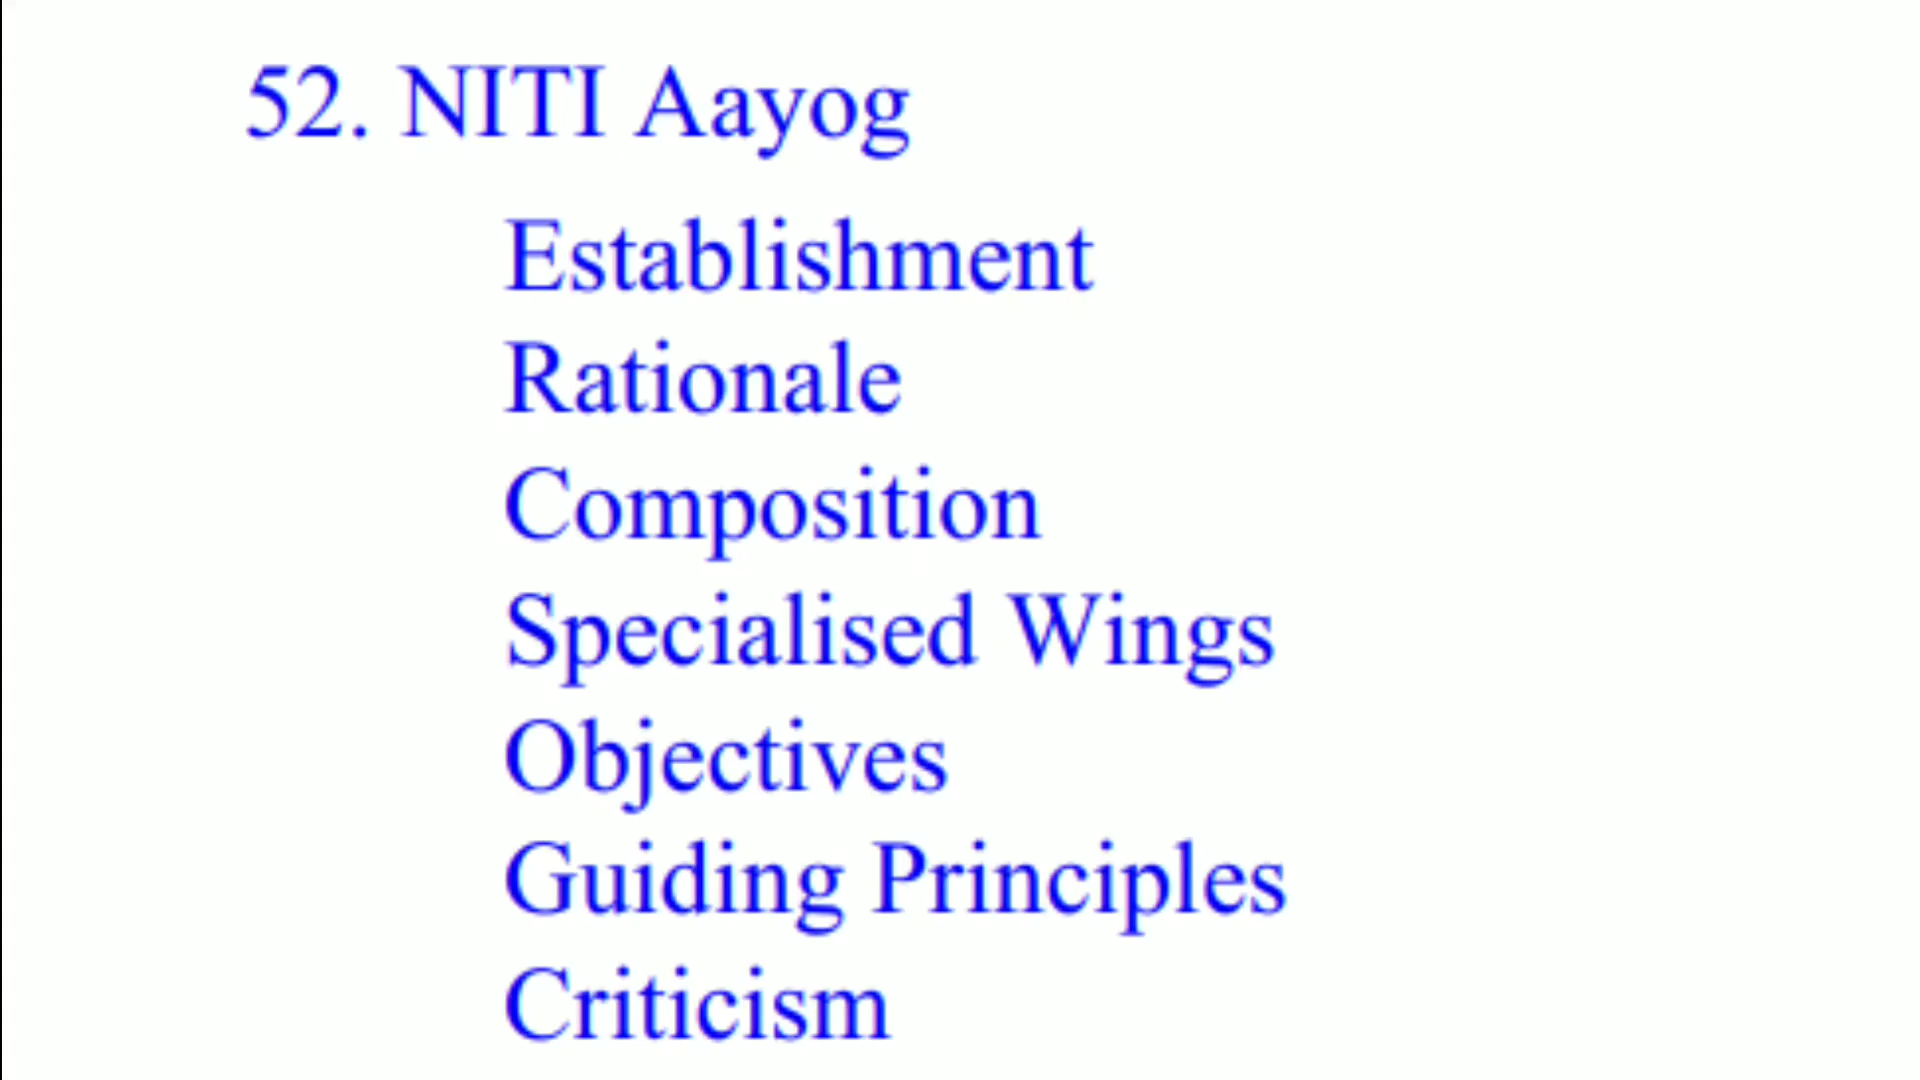 52. NITI Aayog
Establishment
Rationale
Composition
Specialised Wings
Objectives
Guiding Principles
Criticism